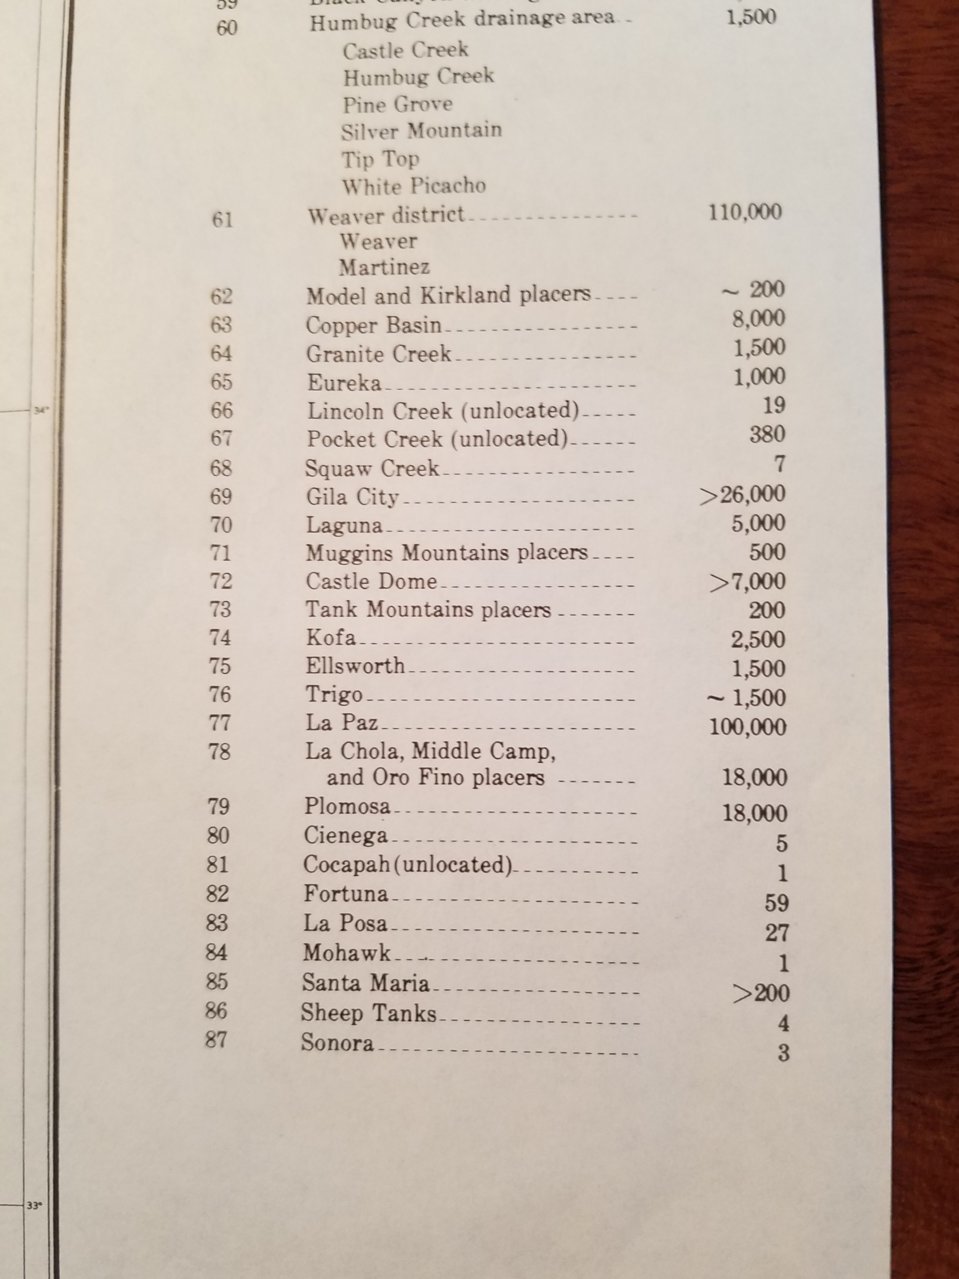 59
60 Humbug Creek drainage area 1,500
Castle Creek
Humbug Creek
Pine Grove
Silver Mountain
Tip Top
White Picacho
61 Weaver district 110,000
Weaver
Martinez
62 Model and Kirkland placers ~ 200
63 Copper Basin 8,000
64 Granite Creek 1,500
65 Eureka 1,000
34° 66 Lincoln Creek (unlocated) 19
67 Pocket Creek (unlocated) 380
68 Squaw Creek 7
69 Gila City >26,000
70 Laguna 5,000
71 Muggins Mountains placers 500
72 Castle Dome >7,000
73 Tank Mountains placers 200
74 Kofa 2,500
75 Ellsworth 1,500
76 Trigo ~ 1,500
77 La Paz 100,000
78 La Chola, Middle Camp,
and Oro Fino placers 18,000
79 Plomosa 18,000
80 Cienega 5
81 Cocapah (unlocated) 1
82 Fortuna 59
83 La Posa 27
84 Mohawk 1
85 Santa Maria >200
86 Sheep Tanks 4
87 Sonora 3
33°